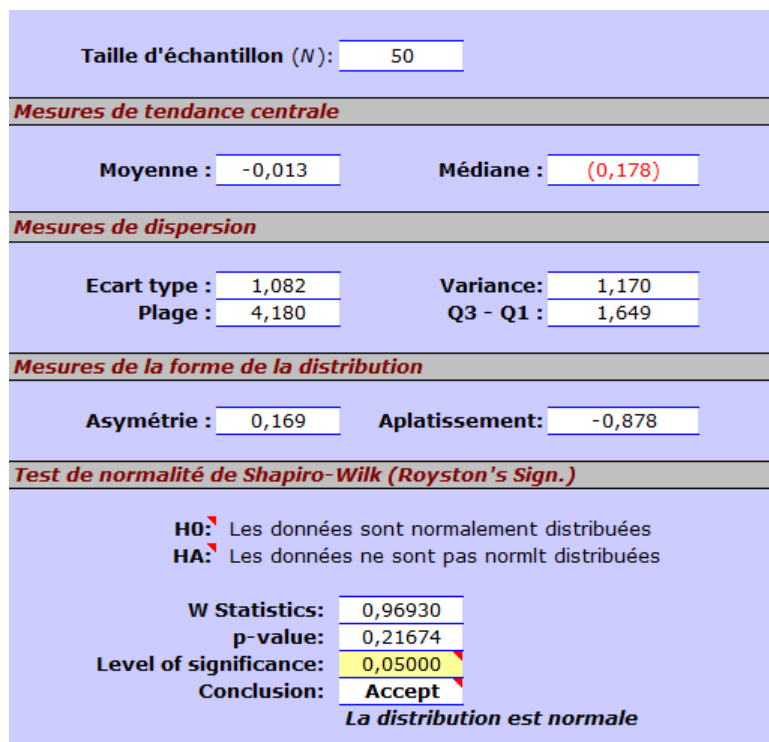 Taille d'échantillon (N): 50
Mesures de tendance centrale
Moyenne : -0,013 Médiane : (0,178)
Mesures de dispersion
Ecart type : 1,082 Variance: 1,170
Plage : 4,180 Q3 - Q1 : 1,649
Mesures de la forme de la distribution
Asymétrie : 0,169 Aplatissement: -0,878
Test de normalité de Shapiro-Wilk (Royston's Sign.)
H0: Les données sont normalement distribuées
HA: Les données ne sont pas normlt distribuées
W Statistics: 0,96930
p-value: 0,21674
Level of significance: 0,05000
Conclusion: Accept
La distribution est normale